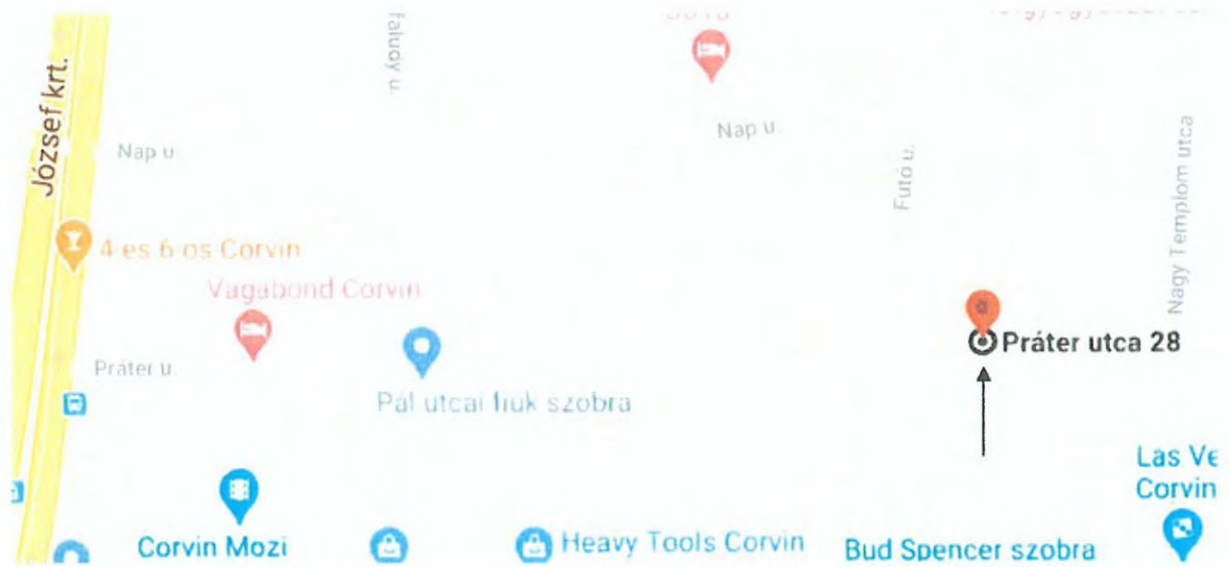 faludy u.
József krt.
Nap u.
Nap u.
Futó u.
Nagy Templom utca
4-es 6-os Corvin
Vagabond Corvin
Práter utca 28
Práter u.
Pál utcai fiúk szobra
Las Ve
Corvin
Corvin Mozi
Heavy Tools Corvin
Bud Spencer szobra